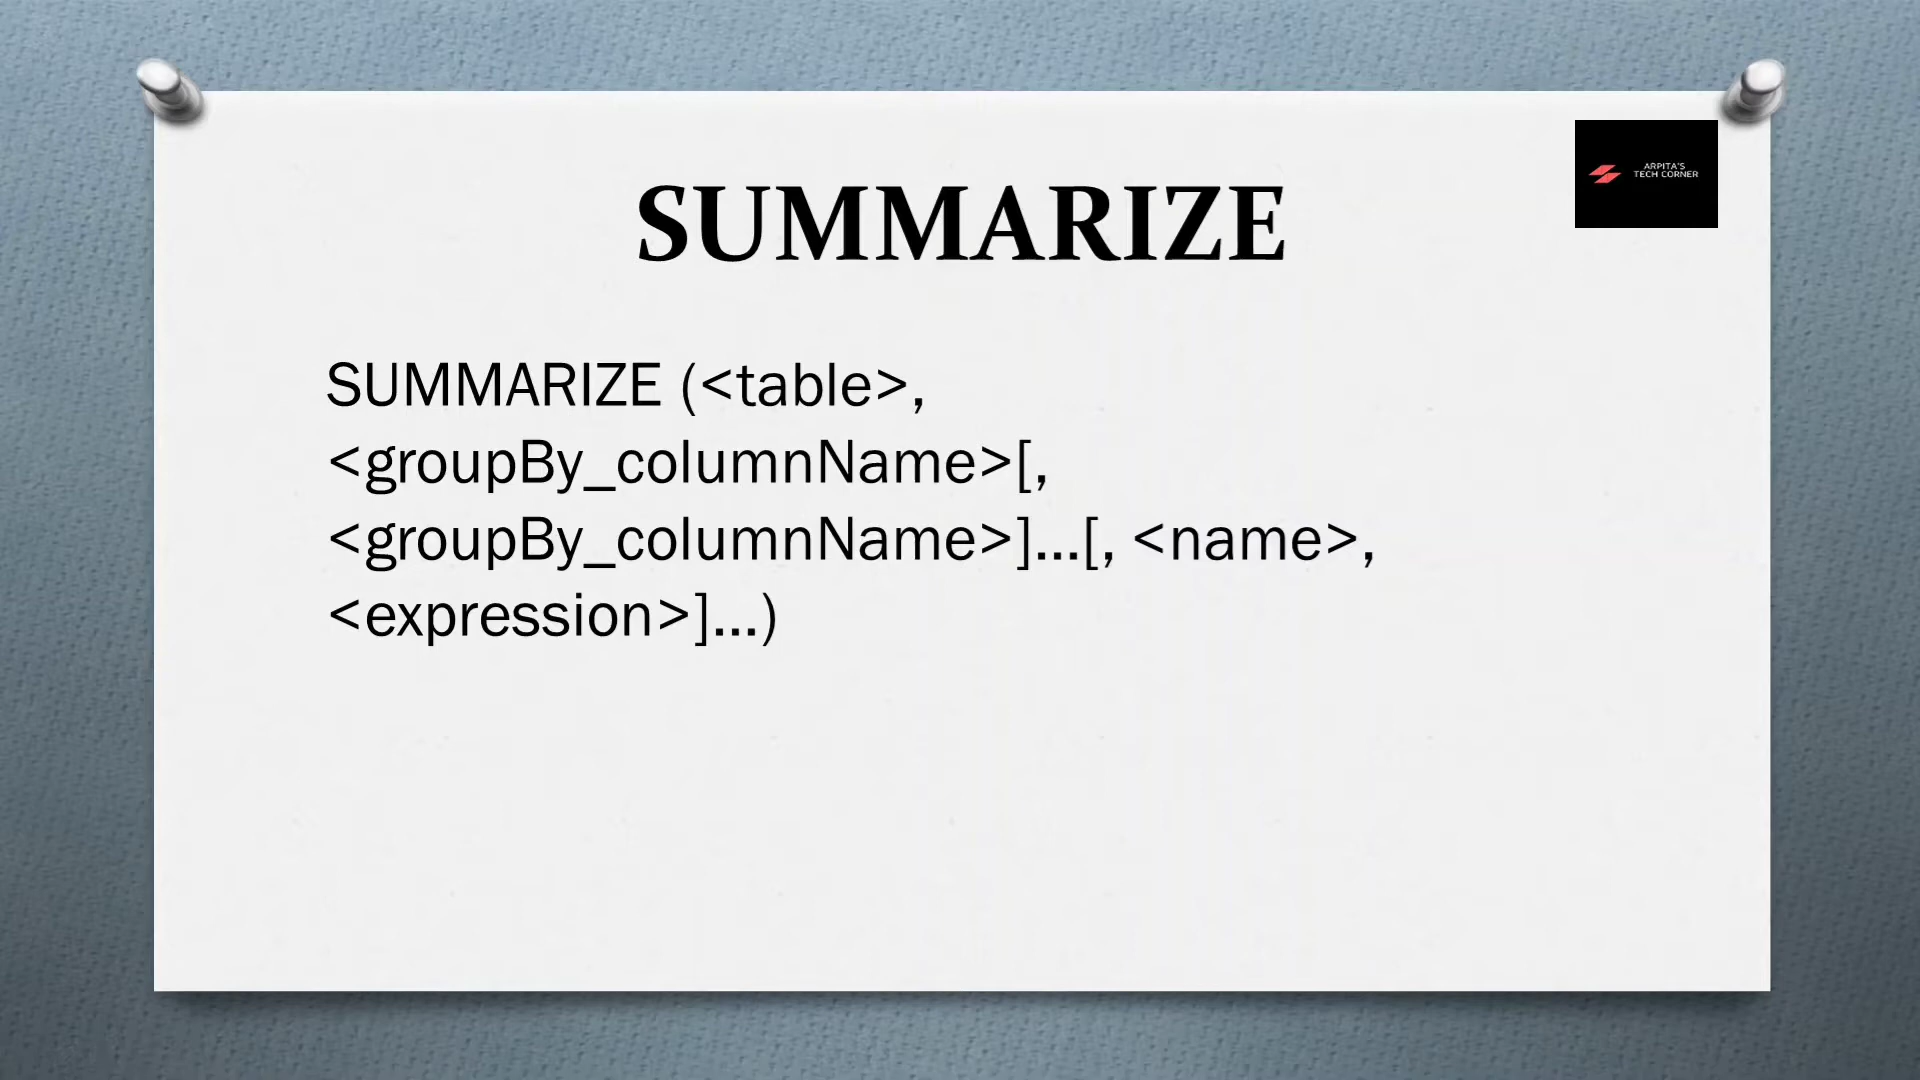 ARPITA'S
TECH CORNER
SUMMARIZE
SUMMARIZE (<table>,
<groupBy_columnName>[,
<groupBy_columnName>]...[, <name>,
<expression>]...)